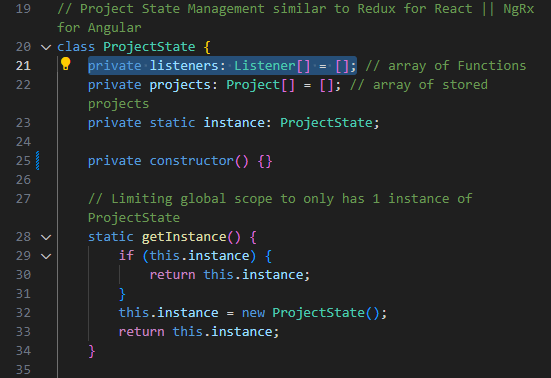 19 // Project State Management similar to Redux for React || NgRx
for Angular
20 class ProjectState {
21 private listeners: Listener[] = []; // array of Functions
22 private projects: Project[] = []; // array of stored
projects
23 private static instance: ProjectState;
24
25 private constructor() {}
26
27 // Limiting global scope to only has 1 instance of
ProjectState
28 static getInstance() {
29 if (this.instance) {
30 return this.instance;
31 }
32 this.instance = new ProjectState();
33 return this.instance;
34 }
35